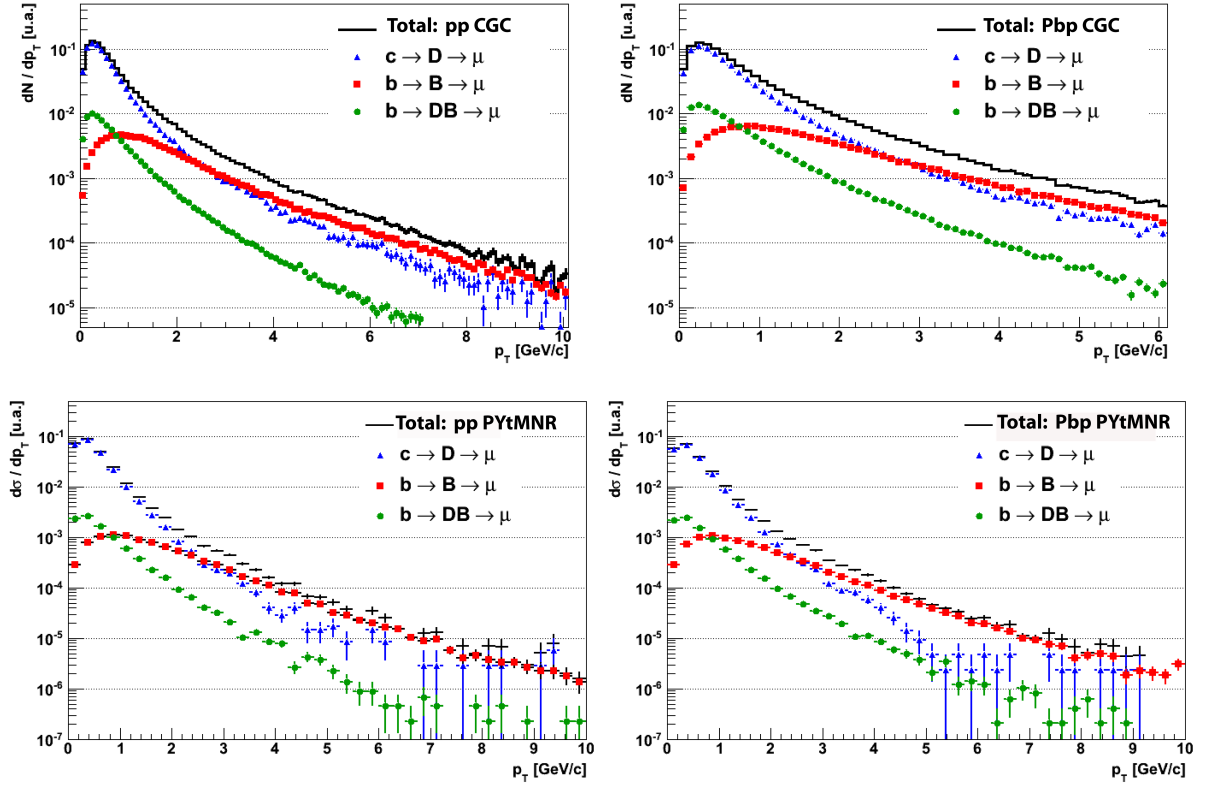 Total: pp CGC
c → D → μ
b → B → μ
b → DB → μ
dN / dp_T [u.a.]
10^-1
10^-2
10^-3
10^-4
10^-5
0 2 4 6 8 10
p_T [GeV/c]
Total: Pbp CGC
c → D → μ
b → B → μ
b → DB → μ
dN / dp_T [u.a.]
10^-1
10^-2
10^-3
10^-4
10^-5
0 1 2 3 4 5 6
p_T [GeV/c]
Total: pp PYtMNR
c → D → μ
b → B → μ
b → DB → μ
dσ / dp_T [u.a.]
10^-1
10^-2
10^-3
10^-4
10^-5
10^-6
10^-7
0 1 2 3 4 5 6 7 8 9 10
p_T [GeV/c]
Total: Pbp PYtMNR
c → D → μ
b → B → μ
b → DB → μ
dσ / dp_T [u.a.]
10^-1
10^-2
10^-3
10^-4
10^-5
10^-6
10^-7
0 1 2 3 4 5 6 7 8 9 10
p_T [GeV/c]